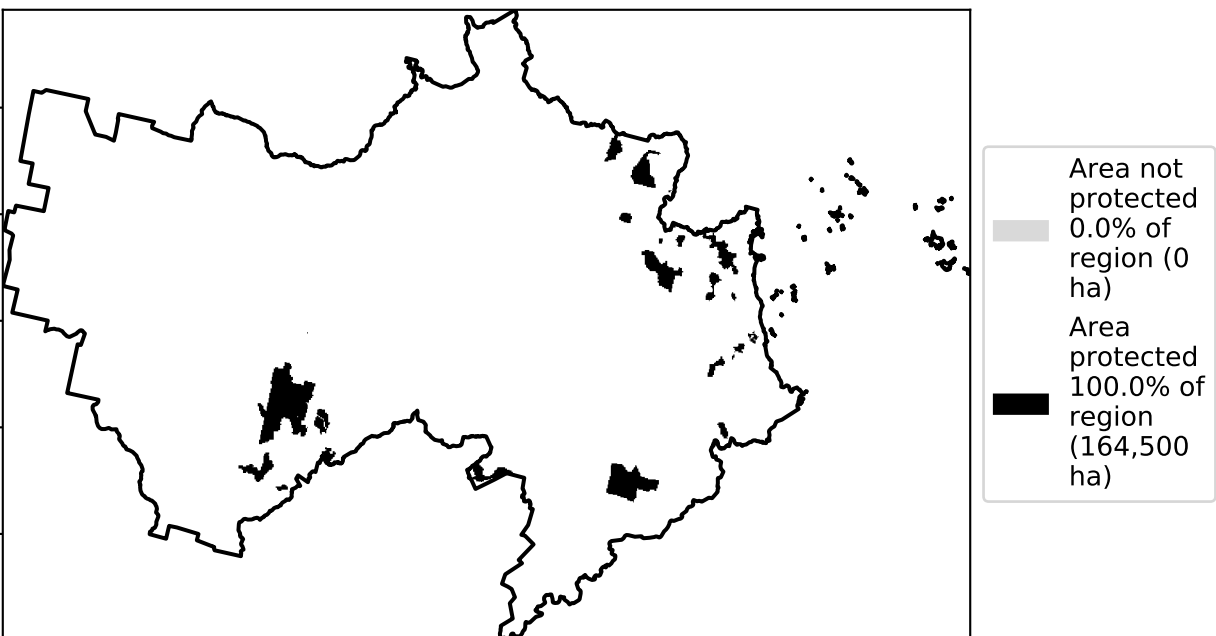 Area not
protected
0.0% of
region (0
ha)
Area
protected
100.0% of
region
(164,500
ha)